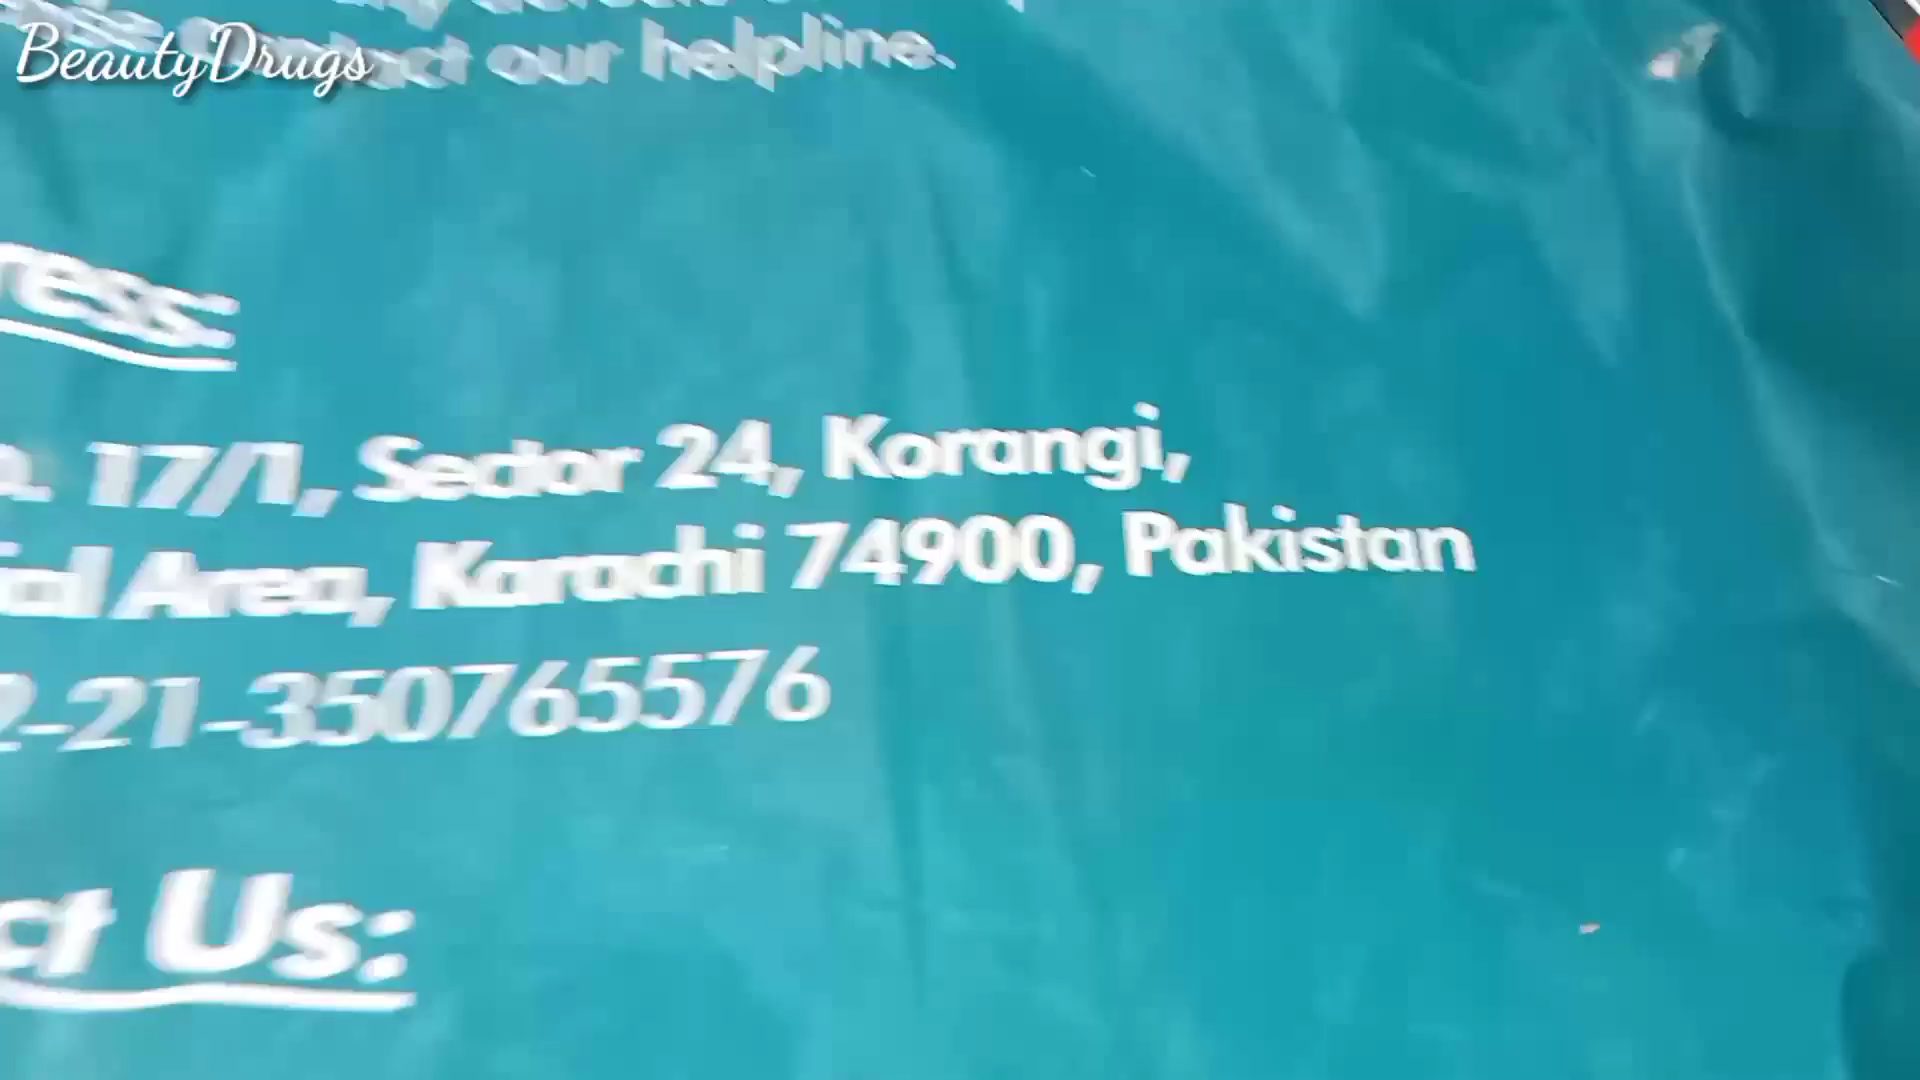 BeautyDrugs
our helpline.
17/1, Sector 24, Korangi,
Area, Karachi 74900, Pakistan
-21-350765576
Us: